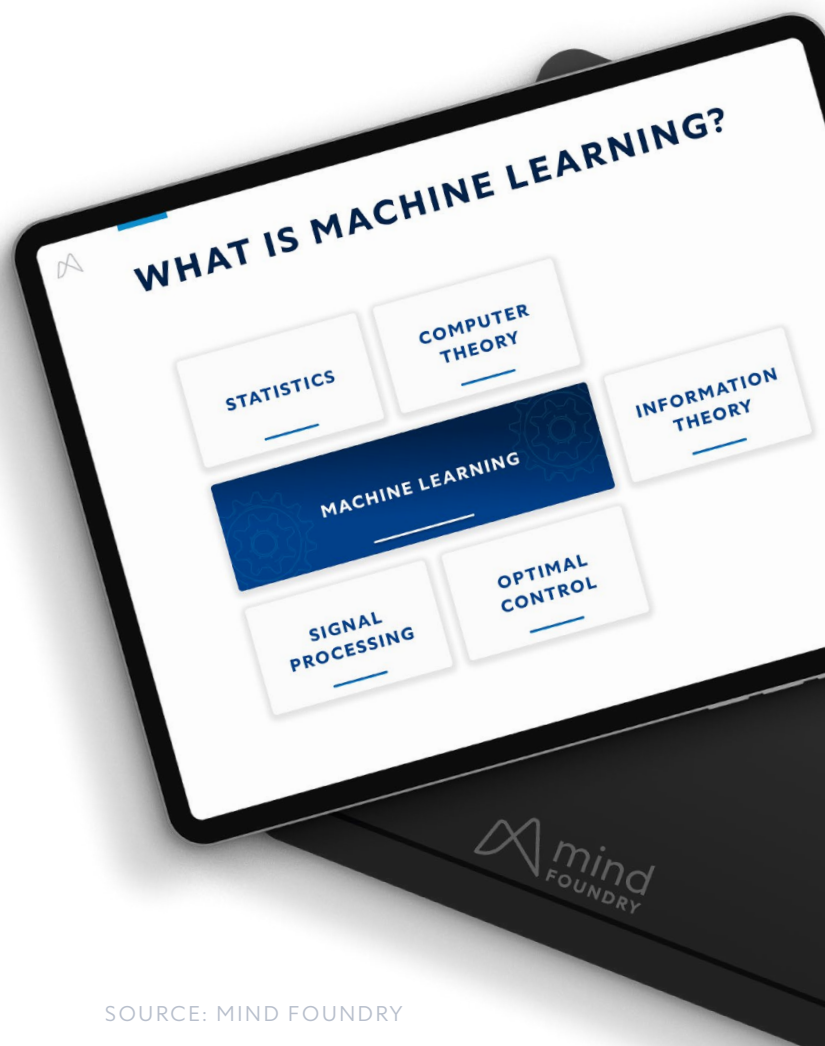 WHAT IS MACHINE LEARNING?
STATISTICS
COMPUTER
THEORY
MACHINE LEARNING
INFORMATION
THEORY
SIGNAL
PROCESSING
OPTIMAL
CONTROL
mind
FOUNDRY
SOURCE: MIND FOUNDRY